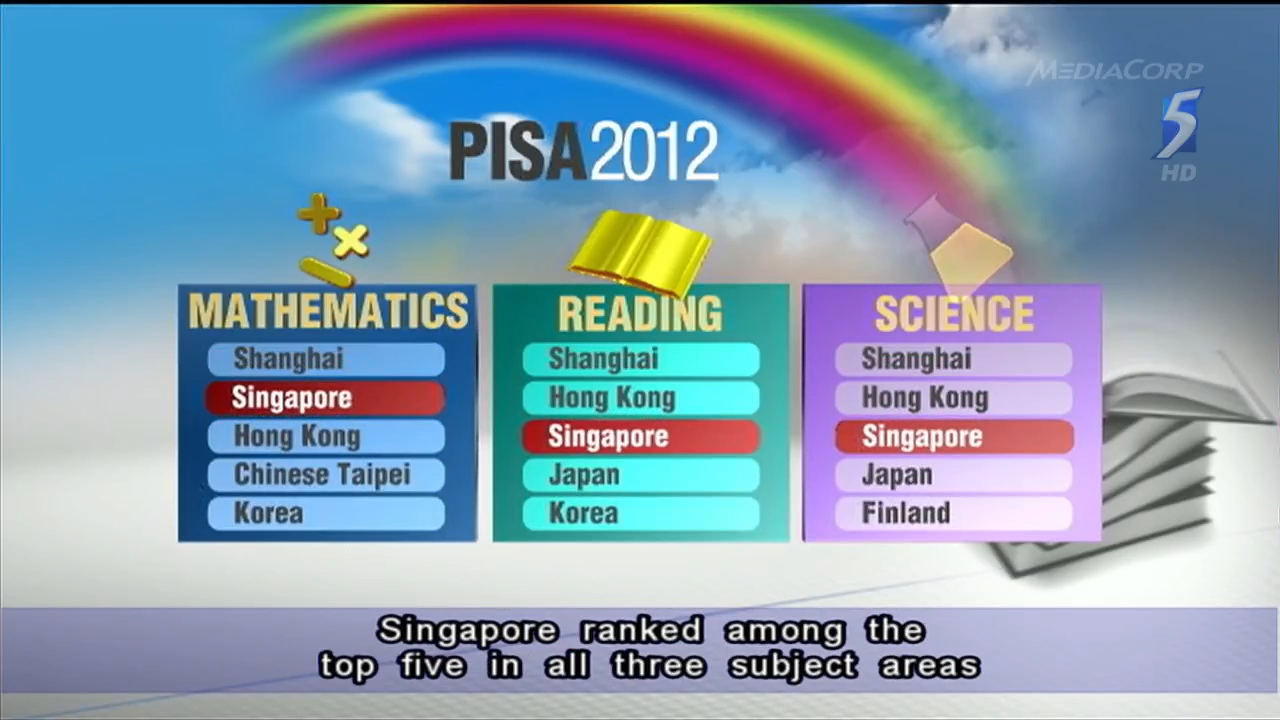 MEDIACORP
5
HD
PISA2012
MATHEMATICS
Shanghai
Singapore
Hong Kong
Chinese Taipei
Korea
READING
Shanghai
Hong Kong
Singapore
Japan
Korea
SCIENCE
Shanghai
Hong Kong
Singapore
Japan
Finland
Singapore ranked among the
top five in all three subject areas